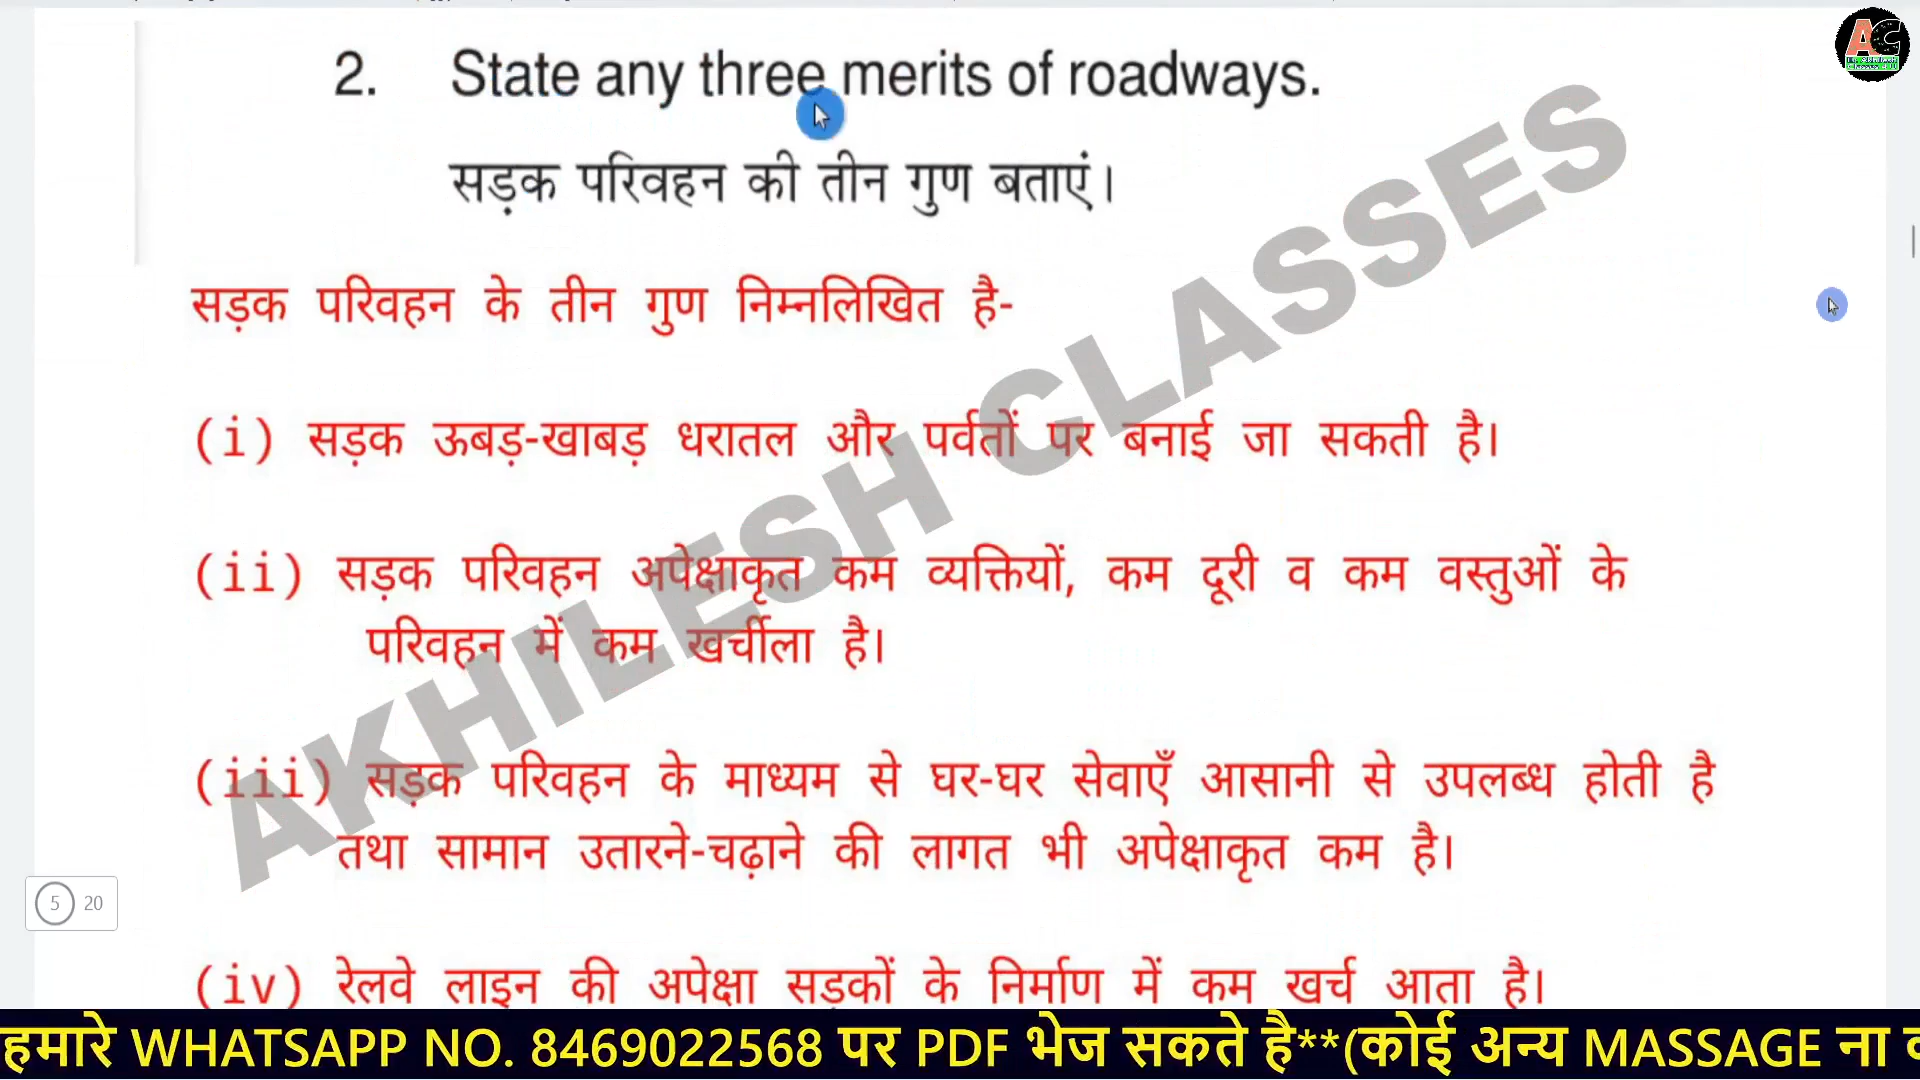 2. State any three merits of roadways.
सड़क परिवहन की तीन गुण बताएं।
सड़क परिवहन के तीन गुण निम्नलिखित है-
(i) सड़क ऊबड़-खाबड़ धरातल और पर्वतों पर बनाई जा सकती है।
(ii) सड़क परिवहन अपेक्षाकृत कम व्यक्तियों, कम दूरी व कम वस्तुओं के
परिवहन में कम खर्चीला है।
(iii) सड़क परिवहन के माध्यम से घर-घर सेवाएँ आसानी से उपलब्ध होती है
तथा सामान उतारने-चढ़ाने की लागत भी अपेक्षाकृत कम है।
(iv) रेलवे लाइन की अपेक्षा सड़कों के निर्माण में कम खर्च आता है।
AKHILESH CLASSES
AC
5 20
हमारे WHATSAPP NO. 8469022568 पर PDF भेज सकते है**(कोई अन्य MASSAGE ना